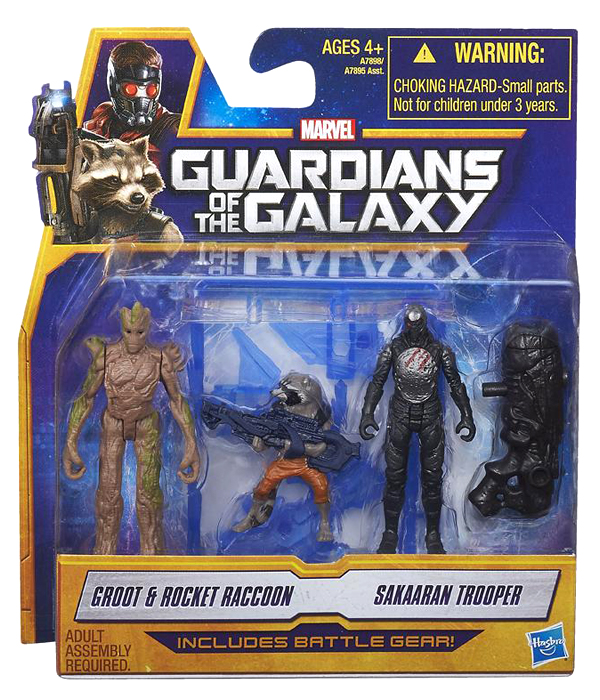 AGES 4+
A7898/
A7895 Asst.
WARNING:
CHOKING HAZARD-Small parts.
Not for children under 3 years.
MARVEL
GUARDIANS
OF THE
GALAXY
GROOT & ROCKET RACCOON
SAKAARAN TROOPER
ADULT
ASSEMBLY
REQUIRED.
INCLUDES BATTLE GEAR!
Hasbro